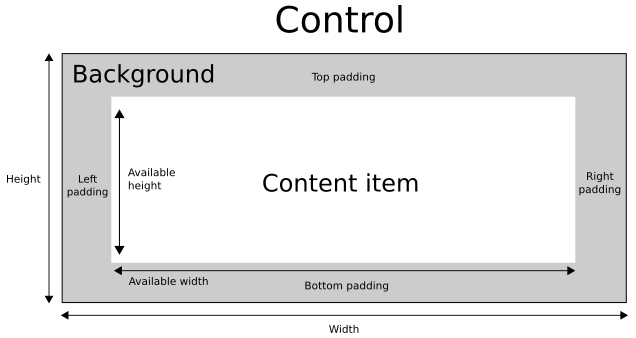 Control
Background
Top padding
Height
Left
padding
Available
height
Content item
Right
padding
Available width
Bottom padding
Width